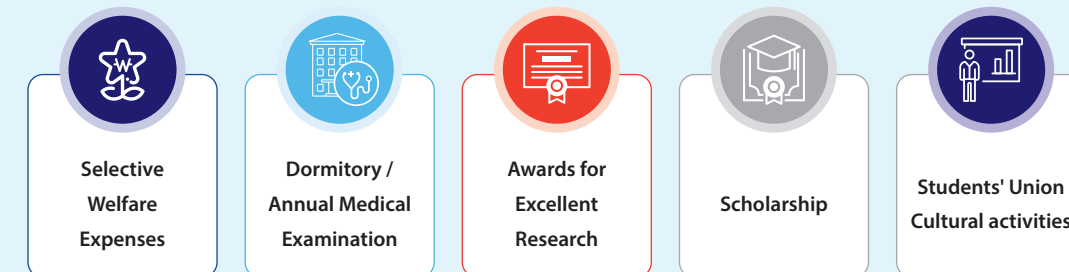 W
Selective
Welfare
Expenses
Dormitory /
Annual Medical
Examination
Awards for
Excellent
Research
Scholarship
Students' Union
Cultural activities